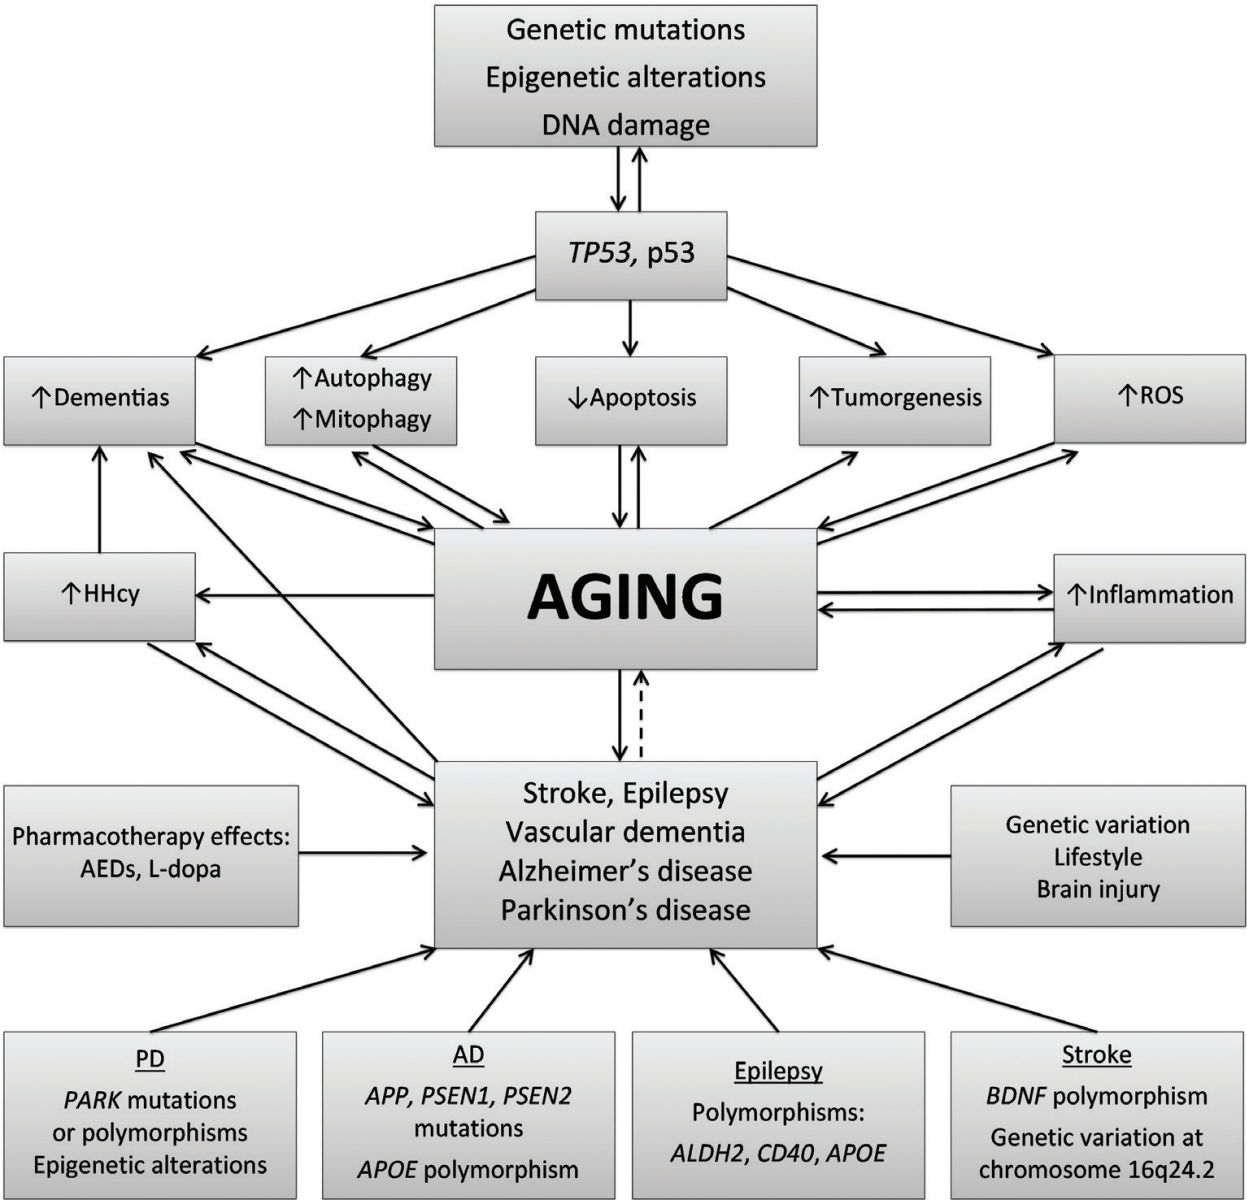 Genetic mutations
Epigenetic alterations
DNA damage
TP53, p53
↑Dementias
↑Autophagy
↑Mitophagy
↓Apoptosis
↑Tumorgenesis
↑ROS
↑HHcy
AGING
↑Inflammation
Pharmacotherapy effects:
AEDs, L-dopa
Stroke, Epilepsy
Vascular dementia
Alzheimer’s disease
Parkinson’s disease
Genetic variation
Lifestyle
Brain injury
PD
PARK mutations
or polymorphisms
Epigenetic alterations
AD
APP, PSEN1, PSEN2
mutations
APOE polymorphism
Epilepsy
Polymorphisms:
ALDH2, CD40, APOE
Stroke
BDNF polymorphism
Genetic variation at
chromosome 16q24.2